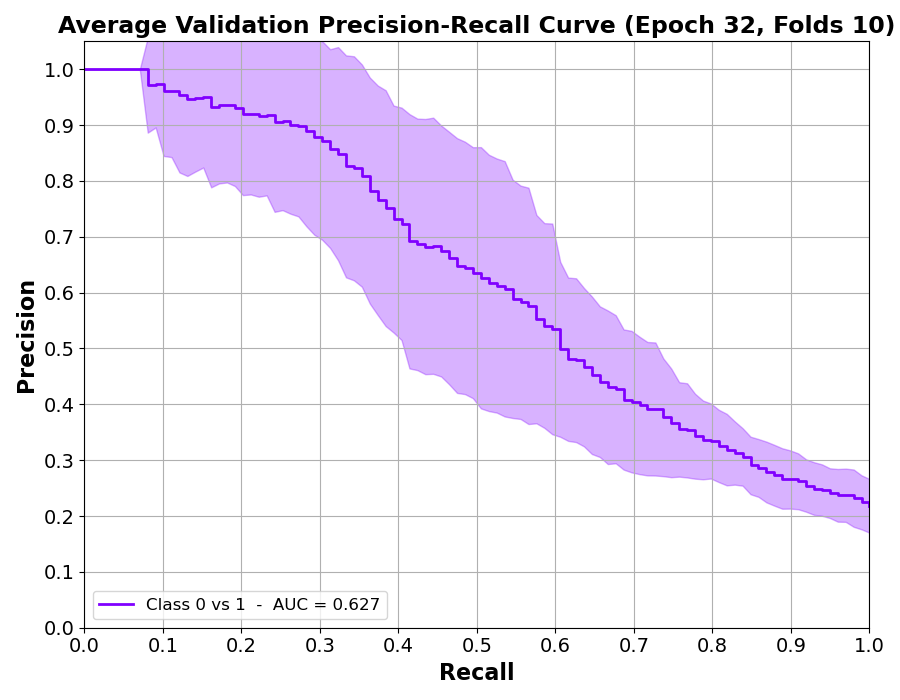 Average Validation Precision-Recall Curve (Epoch 32, Folds 10)
Precision
1.0
0.9
0.8
0.7
0.6
0.5
0.4
0.3
0.2
0.1
0.0
Class 0 vs 1 - AUC = 0.627
0.0 0.1 0.2 0.3 0.4 0.5 0.6 0.7 0.8 0.9 1.0
Recall